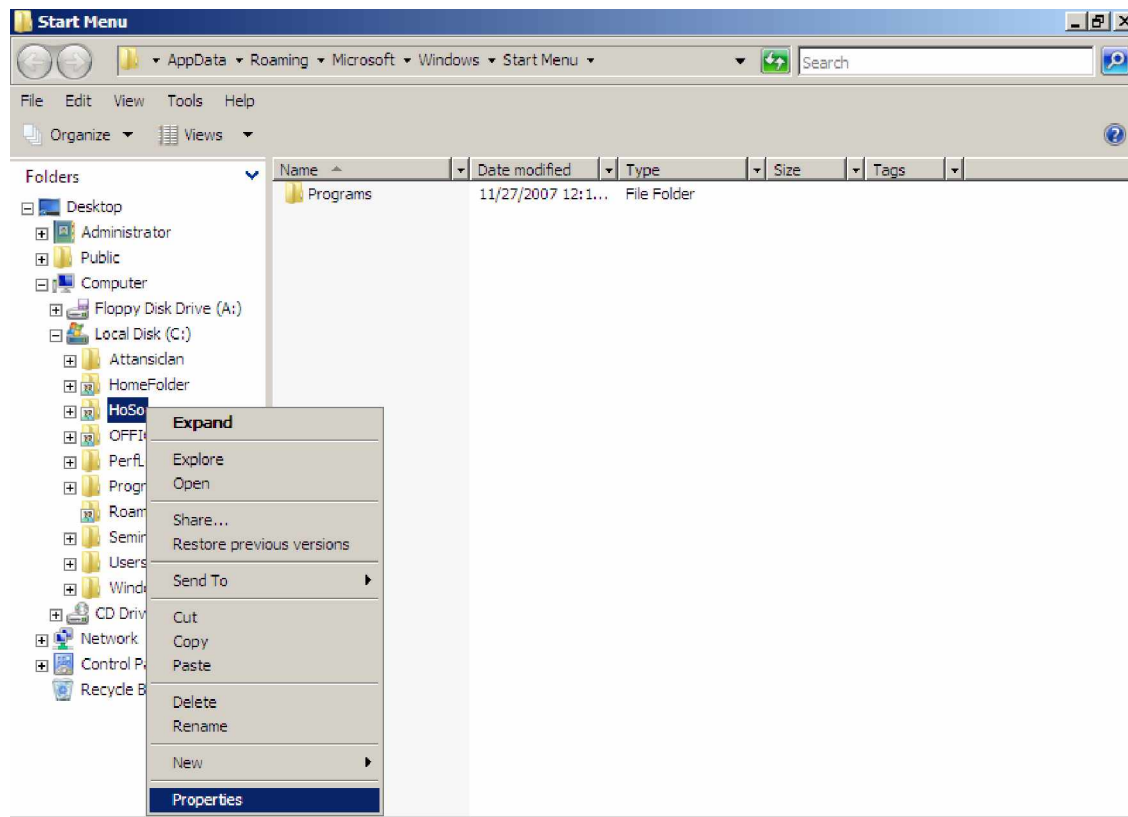 Start Menu
AppData Roaming Microsoft Windows Start Menu
Search
File Edit View Tools Help
Organize Views
Folders
Name Date modified Type Size Tags
Programs 11/27/2007 12:1... File Folder
Desktop
Administrator
Public
Computer
Floppy Disk Drive (A:)
Local Disk (C:)
Attansiclan
HomeFolder
HoSo
OFFI
PerfL
Progr
Roam
Semin
Users
Windo
CD Driv
Network
Control Pa
Recycle B
Expand
Explore
Open
Share...
Restore previous versions
Send To
Cut
Copy
Paste
Delete
Rename
New
Properties